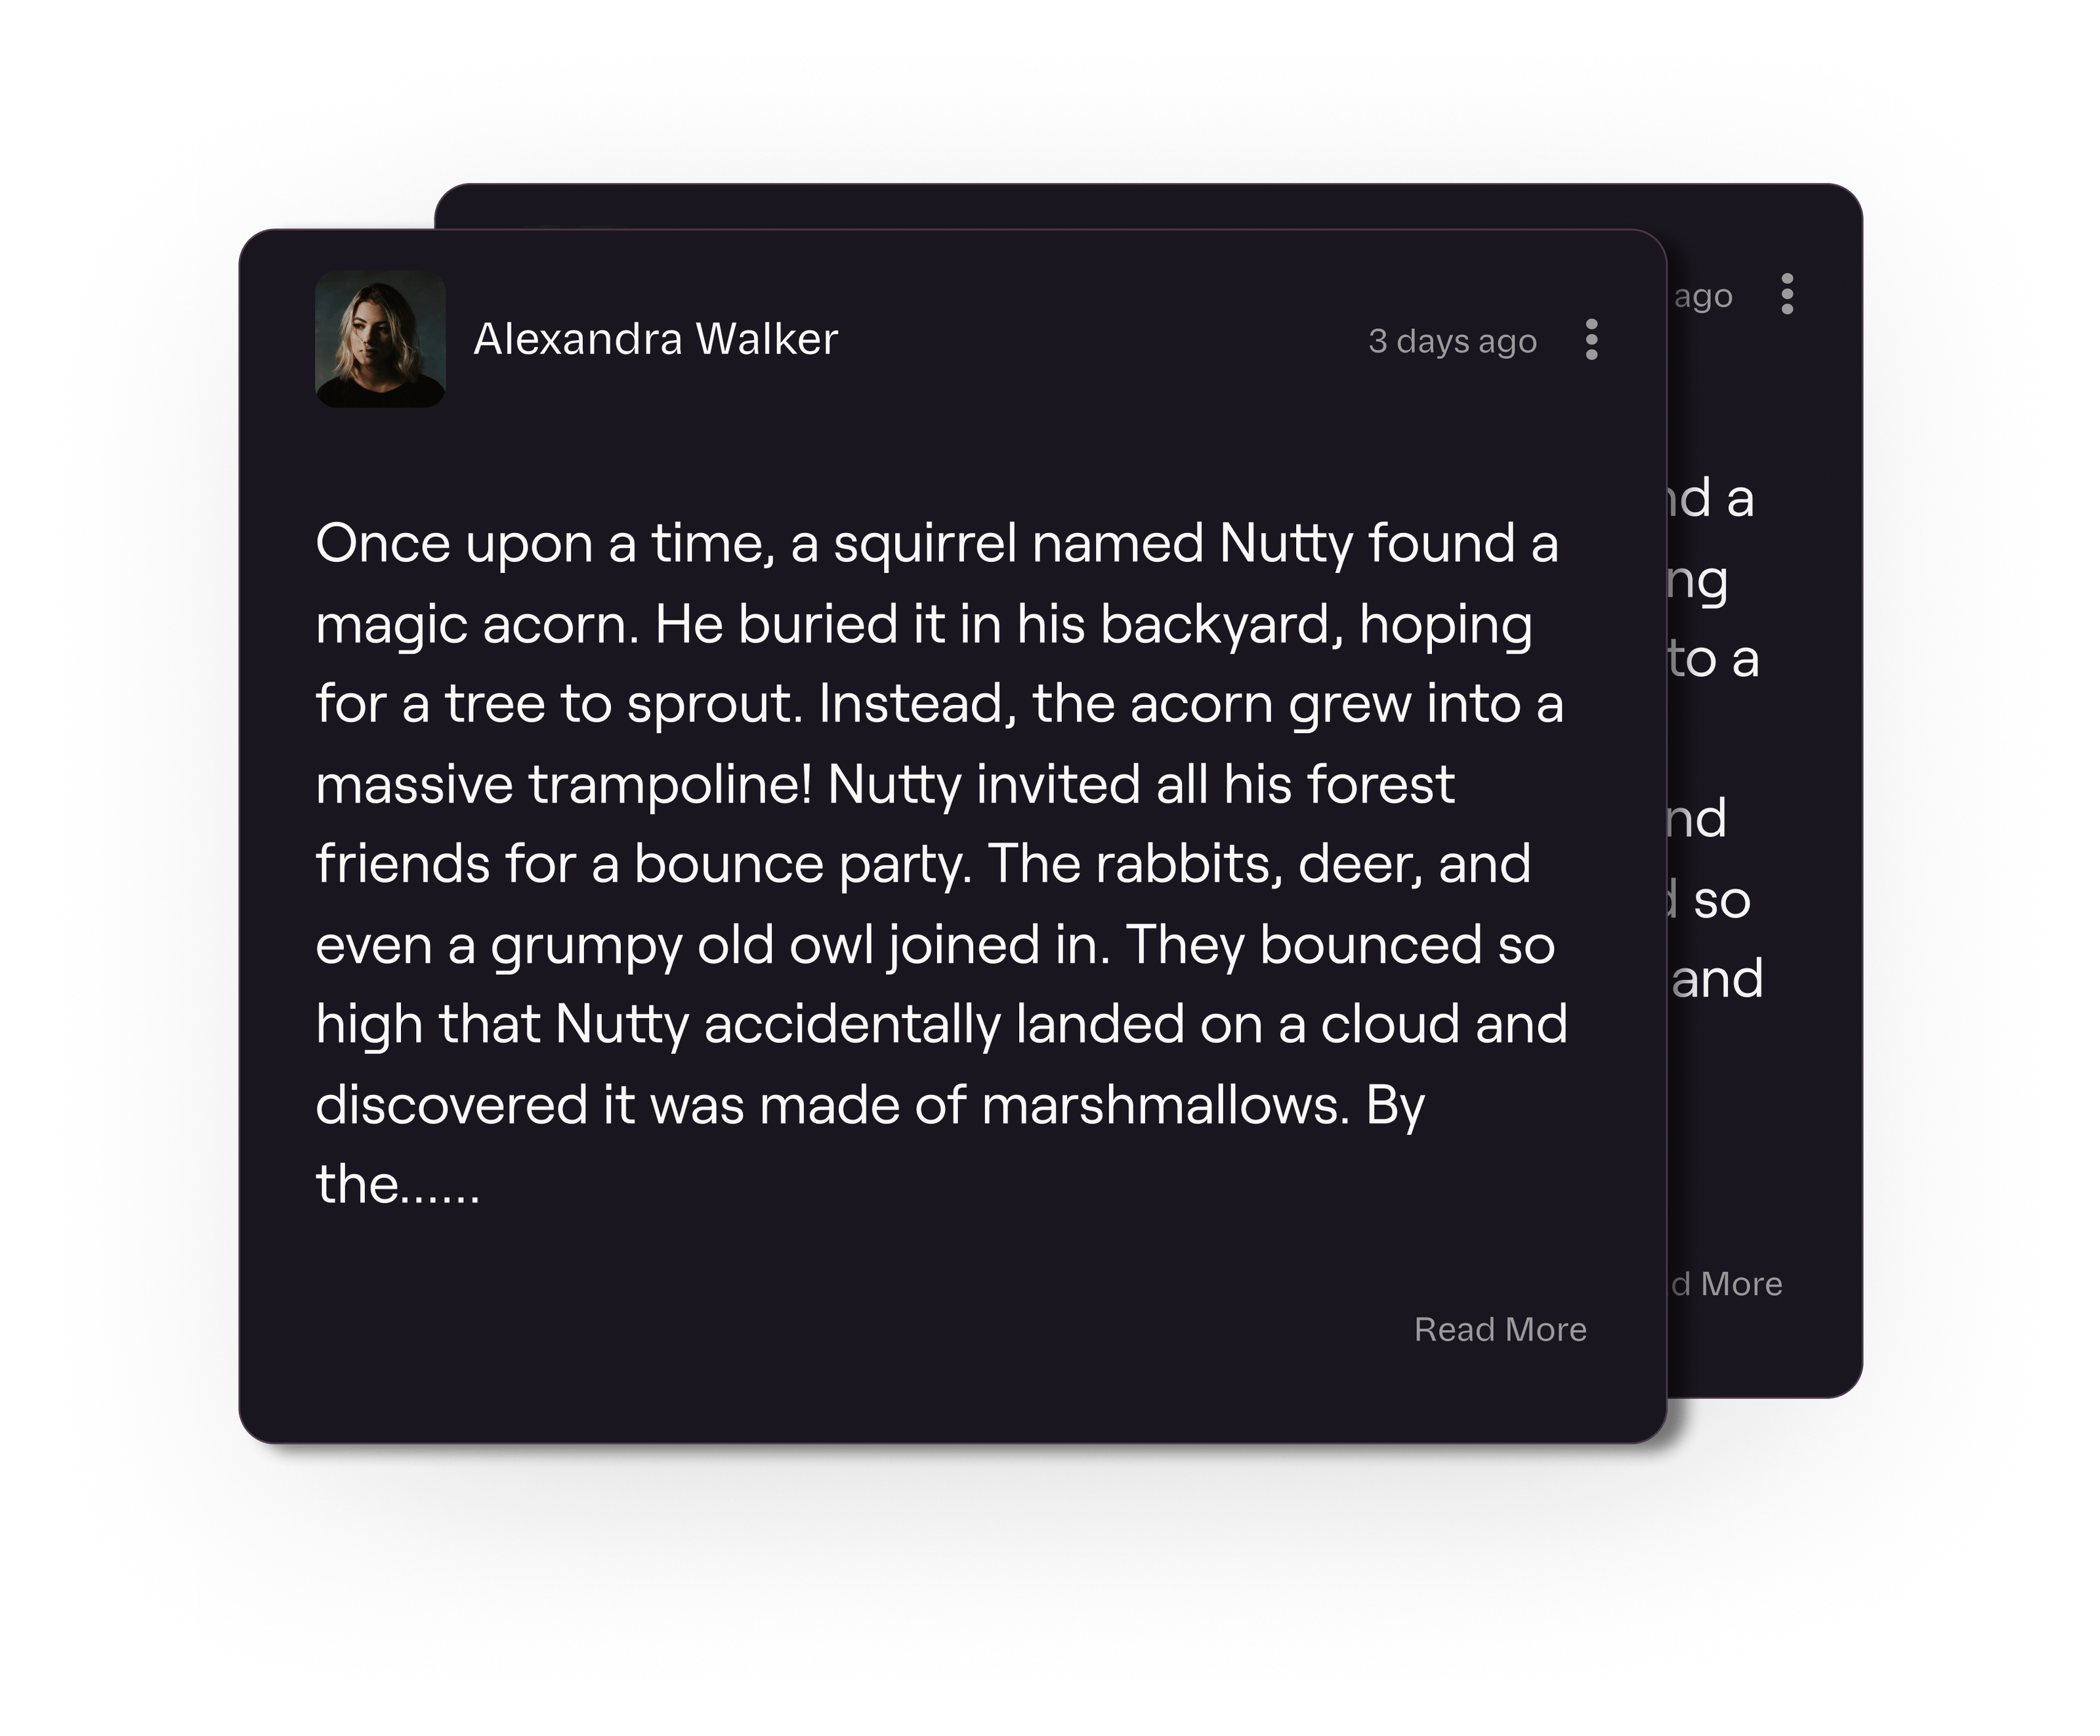 Alexandra Walker
3 days ago
Once upon a time, a squirrel named Nutty found a
magic acorn. He buried it in his backyard, hoping
for a tree to sprout. Instead, the acorn grew into a
massive trampoline! Nutty invited all his forest
friends for a bounce party. The rabbits, deer, and
even a grumpy old owl joined in. They bounced so
high that Nutty accidentally landed on a cloud and
discovered it was made of marshmallows. By
the......
Read More
ago
a
to a
so
and
More